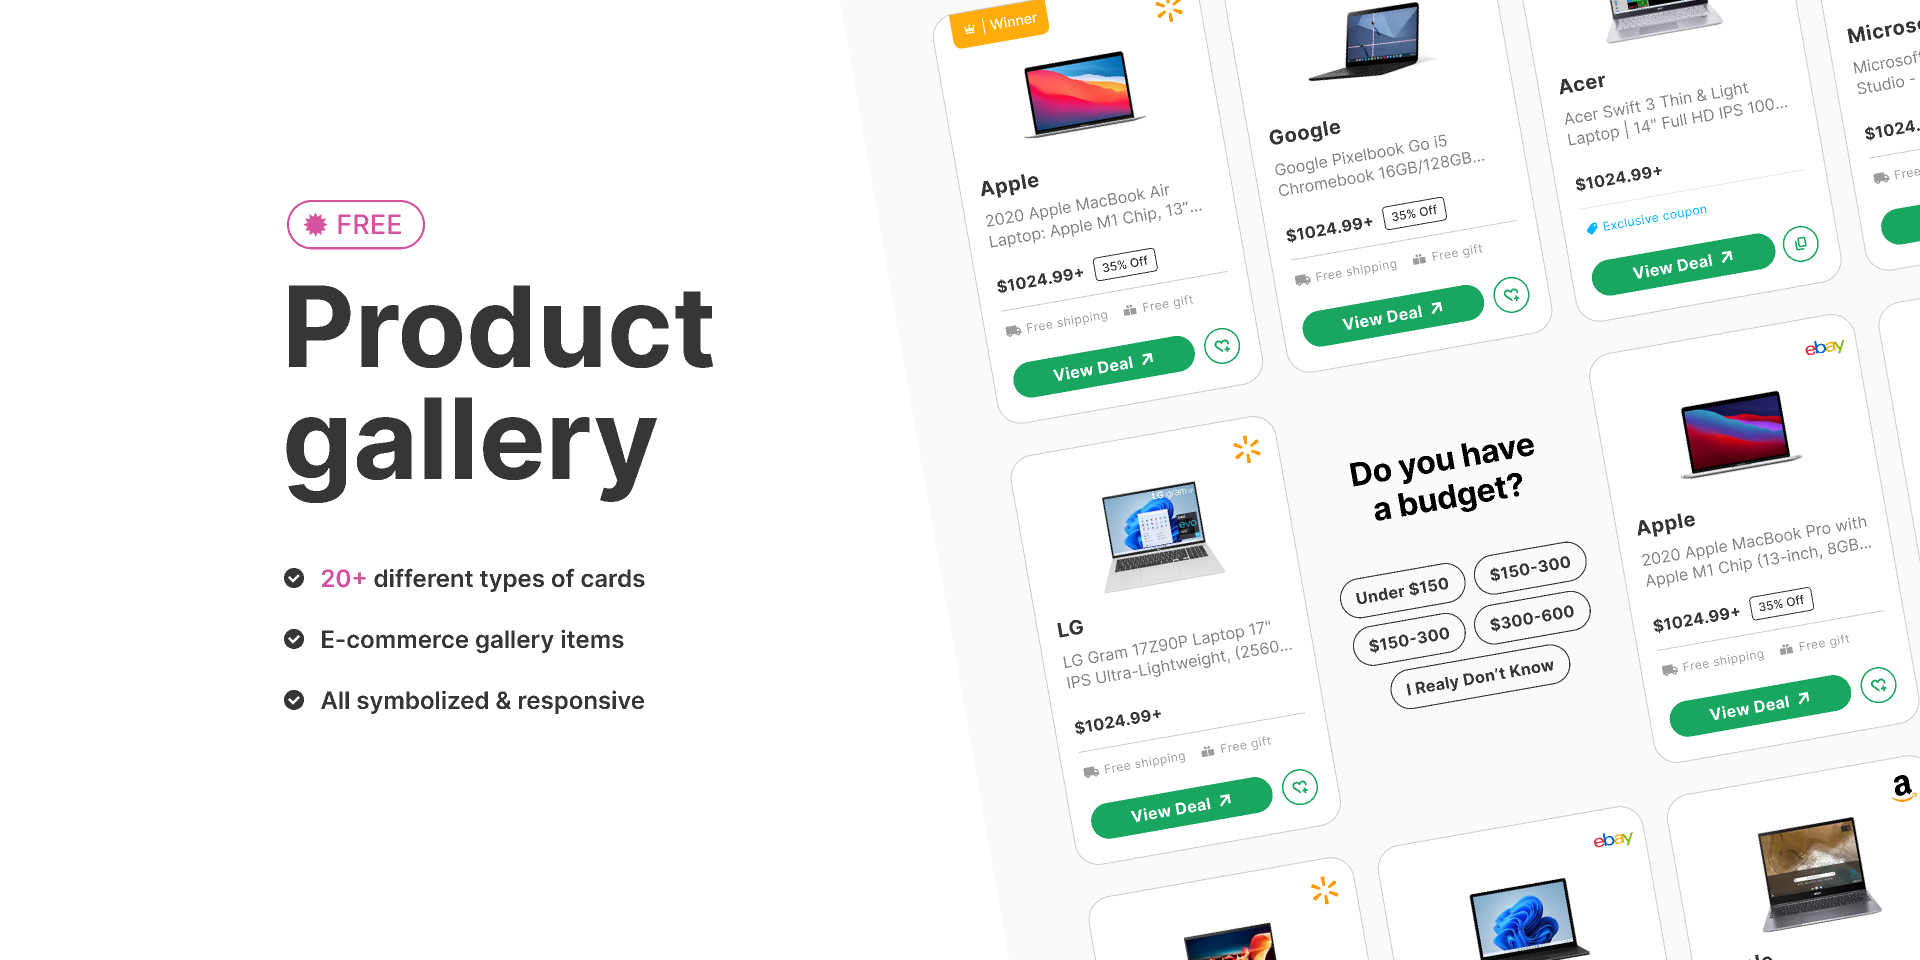 FREE
Product
gallery
20+ different types of cards
E-commerce gallery items
All symbolized & responsive
| Winner
Apple
2020 Apple MacBook Air
Laptop: Apple M1 Chip, 13”...
$1024.99+ 35% Off
Free shipping Free gift
View Deal
Google
Google Pixelbook Go i5
Chromebook 16GB/128GB...
$1024.99+ 35% Off
Free shipping Free gift
View Deal
Acer
Acer Swift 3 Thin & Light
Laptop | 14" Full HD IPS 100...
$1024.99+
Exclusive coupon
View Deal
Microsoft
Studio -
Free
LG gram
evo
LG
LG Gram 17Z90P Laptop 17"
IPS Ultra-Lightweight, (2560...
$1024.99+
Free shipping Free gift
View Deal
Do you have
a budget?
Under $150 $150-300
$150-300 $300-600
I Realy Don't Know
ebay
Apple
2020 Apple MacBook Pro with
Apple M1 Chip (13-inch, 8GB...
$1024.99+ 35% Off
Free shipping Free gift
View Deal
ebay
a